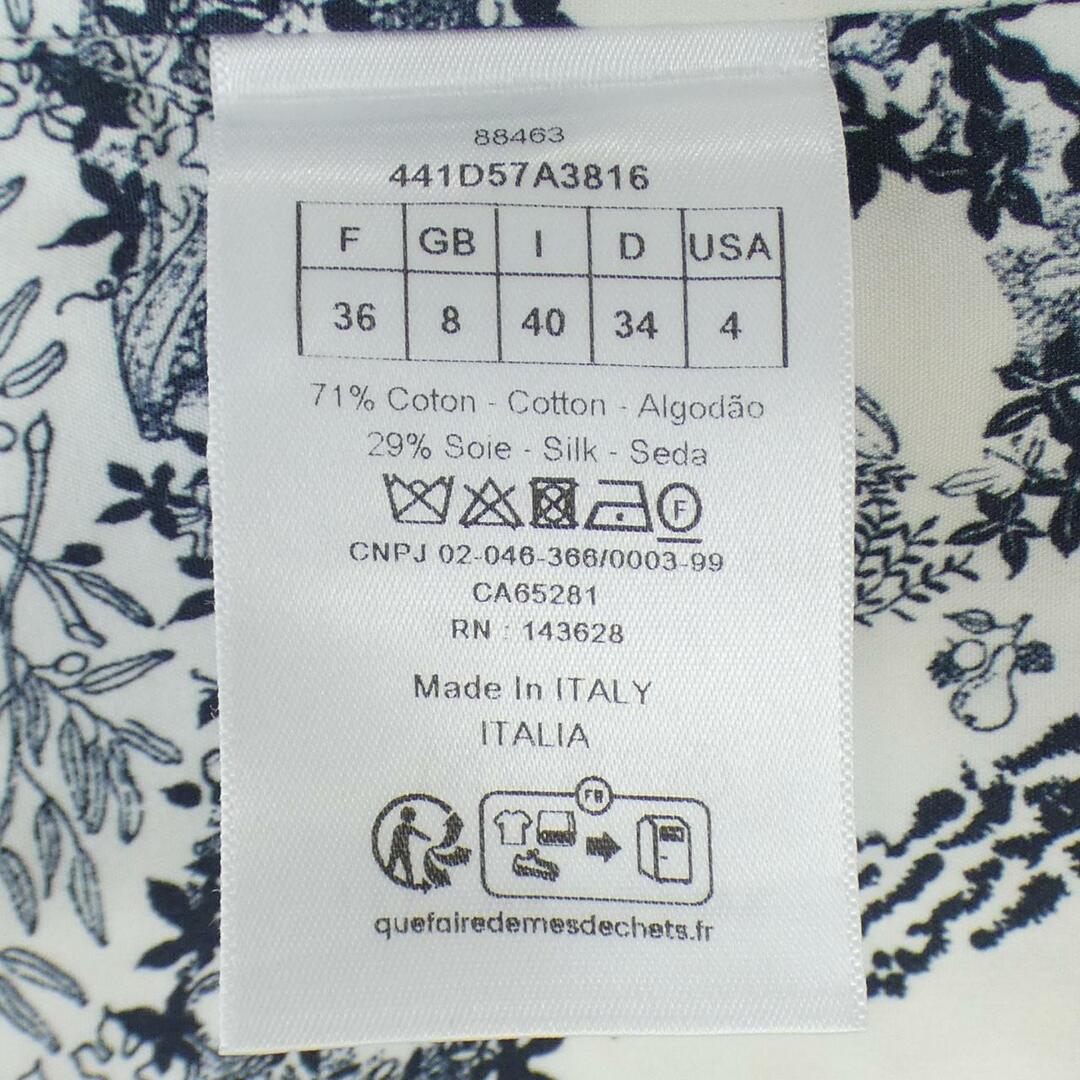 88463
441D57A3816
F GB I D USA
36 8 40 34 4
71% Coton - Cotton - Algodão
29% Soie - Silk - Seda
F
CNPJ 02-046-366/0003-99
CA65281
RN : 143628
Made In ITALY
ITALIA
FR
quefairedemesdechets.fr